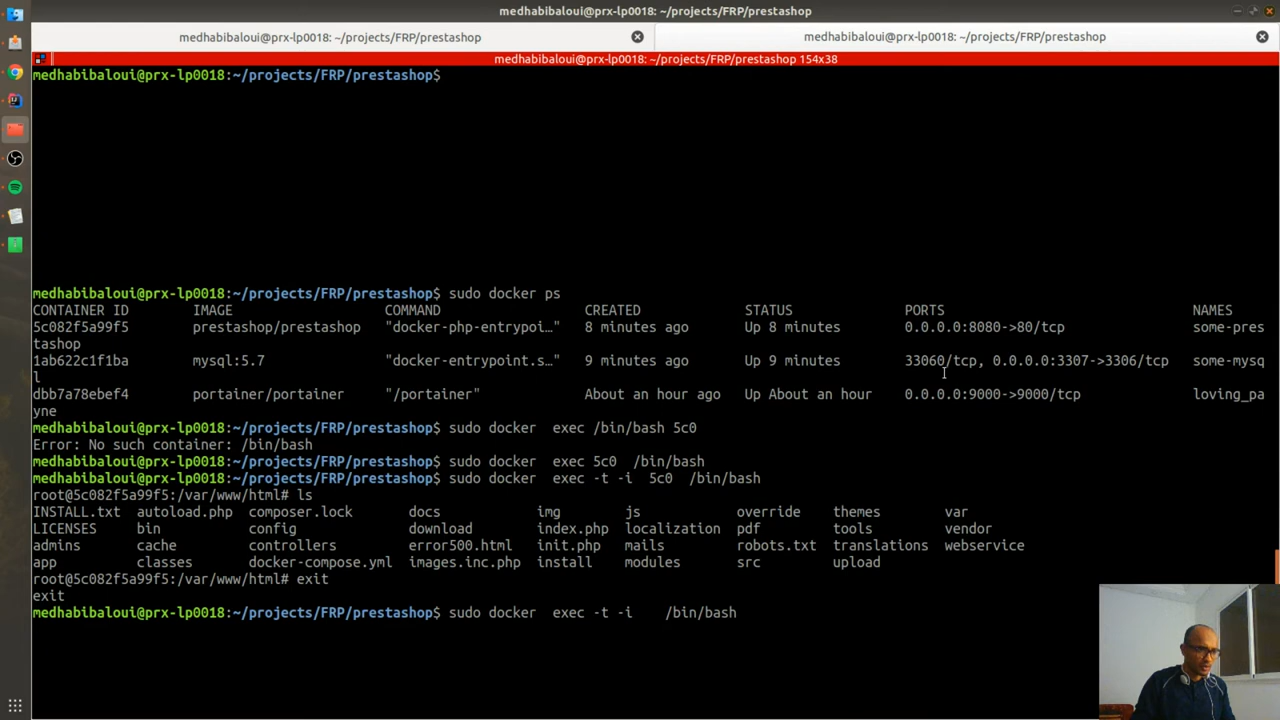 medhabibaloui@prx-lp0018: ~/projects/FRP/prestashop
medhabibaloui@prx-lp0018: ~/projects/FRP/prestashop
medhabibaloui@prx-lp0018: ~/projects/FRP/prestashop
medhabibaloui@prx-lp0018: ~/projects/FRP/prestashop 154x38
medhabibaloui@prx-lp0018:~/projects/FRP/prestashop$
medhabibaloui@prx-lp0018:~/projects/FRP/prestashop$ sudo docker ps
CONTAINER ID        IMAGE                   COMMAND                  CREATED             STATUS              PORTS                               NAMES
5c082f5a99f5        prestashop/prestashop   "docker-php-entrypoi…"   8 minutes ago       Up 8 minutes        0.0.0.0:8080->80/tcp                some-pres
tashop
1ab622c1f1ba        mysql:5.7               "docker-entrypoint.s…"   9 minutes ago       Up 9 minutes        33060/tcp, 0.0.0.0:3307->3306/tcp   some-mysq
l
dbb7a78ebef4        portainer/portainer     "/portainer"             About an hour ago   Up About an hour    0.0.0.0:9000->9000/tcp              loving_pa
yne
medhabibaloui@prx-lp0018:~/projects/FRP/prestashop$ sudo docker  exec /bin/bash 5c0
Error: No such container: /bin/bash
medhabibaloui@prx-lp0018:~/projects/FRP/prestashop$ sudo docker  exec 5c0  /bin/bash
medhabibaloui@prx-lp0018:~/projects/FRP/prestashop$ sudo docker  exec -t -i  5c0  /bin/bash
root@5c082f5a99f5:/var/www/html# ls
INSTALL.txt  autoload.php  composer.lock       docs           img        js            override    themes        var
LICENSES     bin           config              download       index.php  localization  pdf         tools         vendor
admins       cache         controllers         error500.html  init.php   mails         robots.txt  translations  webservice
app          classes       docker-compose.yml  images.inc.php  install    modules       src         upload
root@5c082f5a99f5:/var/www/html# exit
exit
medhabibaloui@prx-lp0018:~/projects/FRP/prestashop$ sudo docker  exec -t -i    /bin/bash